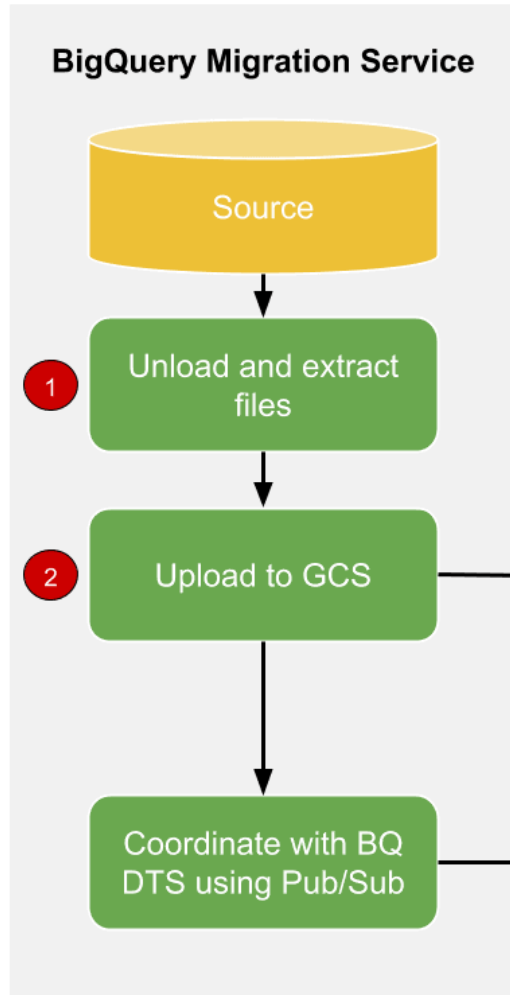 BigQuery Migration Service
Source
1
Unload and extract
files
2
Upload to GCS
Coordinate with BQ
DTS using Pub/Sub